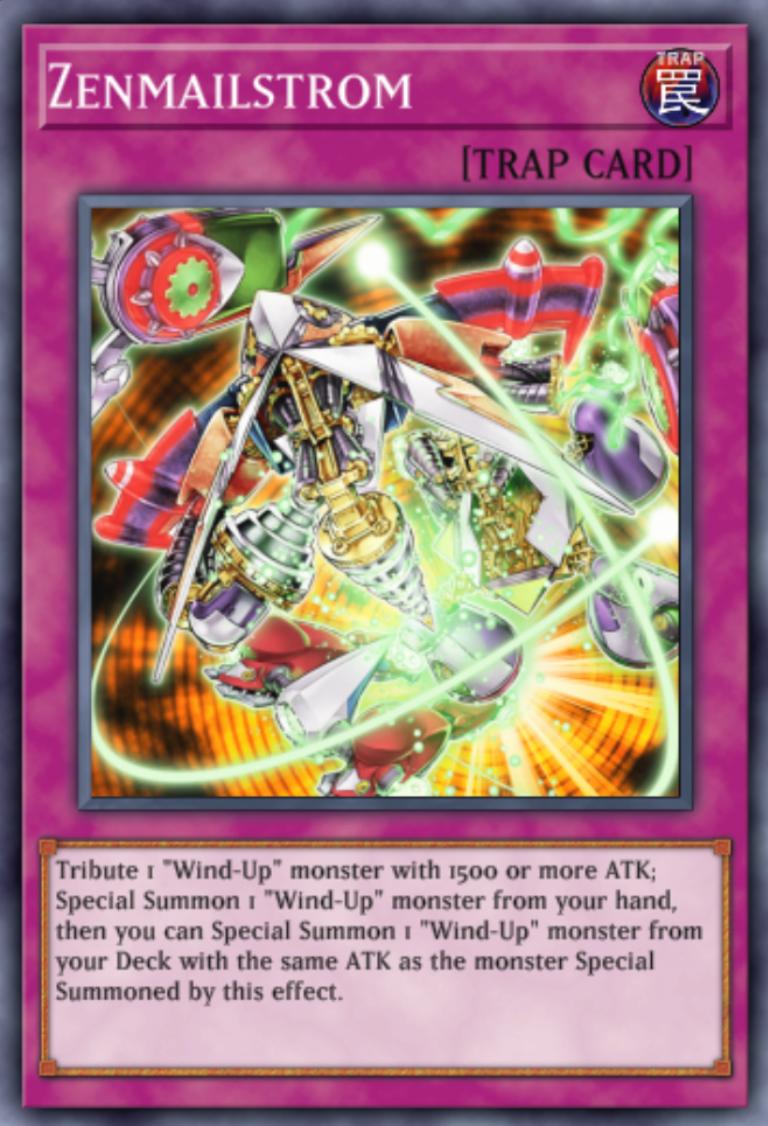 Zenmailstrom
TRAP
罠
[TRAP CARD]
Tribute 1 "Wind-Up" monster with 1500 or more ATK;
Special Summon 1 "Wind-Up" monster from your hand,
then you can Special Summon 1 "Wind-Up" monster from
your Deck with the same ATK as the monster Special
Summoned by this effect.